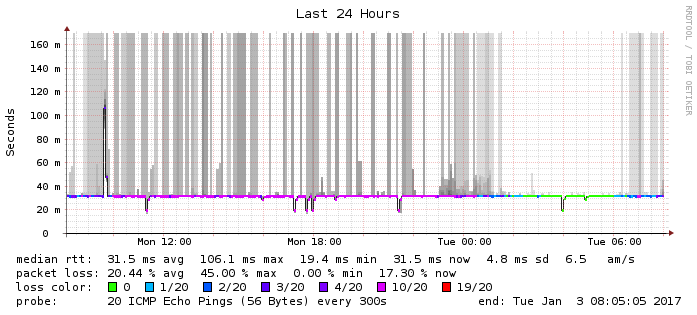 Last 24 Hours
RRDTOOL / TOBI OETIKER
Seconds
160 m
140 m
120 m
100 m
80 m
60 m
40 m
20 m
0
Mon 12:00 Mon 18:00 Tue 00:00 Tue 06:00
median rtt: 31.5 ms avg 106.1 ms max 19.4 ms min 31.5 ms now 4.8 ms sd 6.5 am/s
packet loss: 20.44 % avg 45.00 % max 0.00 % min 17.30 % now
loss color: 0 1/20 2/20 3/20 4/20 10/20 19/20
probe: 20 ICMP Echo Pings (56 Bytes) every 300s end: Tue Jan 3 08:05:05 2017